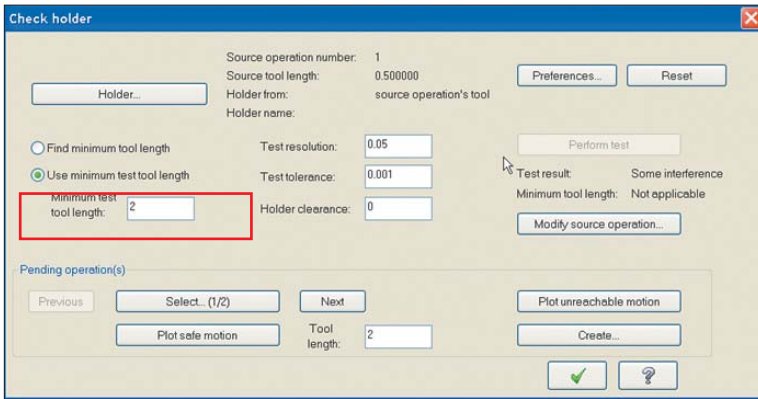 Check holder
Source operation number: 1
Source tool length: 0.500000
Holder from: source operation's tool
Holder name:
Holder...
Preferences...
Reset
Find minimum tool length
Test resolution: 0.05
Perform test
Use minimum test tool length
Test tolerance: 0.001
Test result: Some interference
Minimum test
tool length: 2
Holder clearance: 0
Minimum tool length: Not applicable
Modify source operation...
Pending operation(s)
Previous
Select... (1/2)
Next
Plot unreachable motion
Plot safe motion
Tool
length: 2
Create...
?